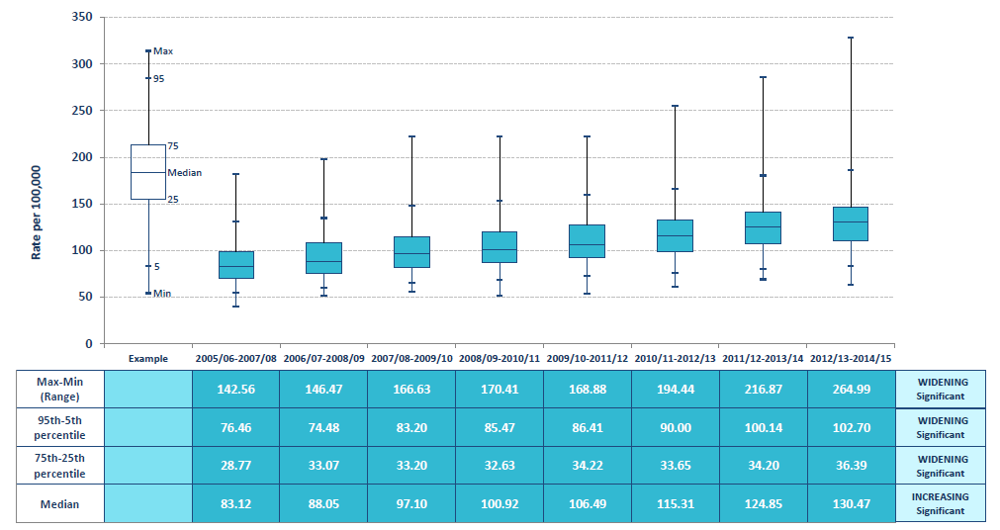 350
300
250
200
150
100
50
0
Rate per 100,000
Max
95
75
Median
25
5
Min
Example 2005/06-2007/08 2006/07-2008/09 2007/08-2009/10 2008/09-2010/11 2009/10-2011/12 2010/11-2012/13 2011/12-2013/14 2012/13-2014/15
Max-Min
(Range)
142.56 146.47 166.63 170.41 168.88 194.44 216.87 264.99
WIDENING
Significant
95th-5th
percentile
76.46 74.48 83.20 85.47 86.41 90.00 100.14 102.70
WIDENING
Significant
75th-25th
percentile
28.77 33.07 33.20 32.63 34.22 33.65 34.20 36.39
WIDENING
Significant
Median
83.12 88.05 97.10 100.92 106.49 115.31 124.85 130.47
INCREASING
Significant